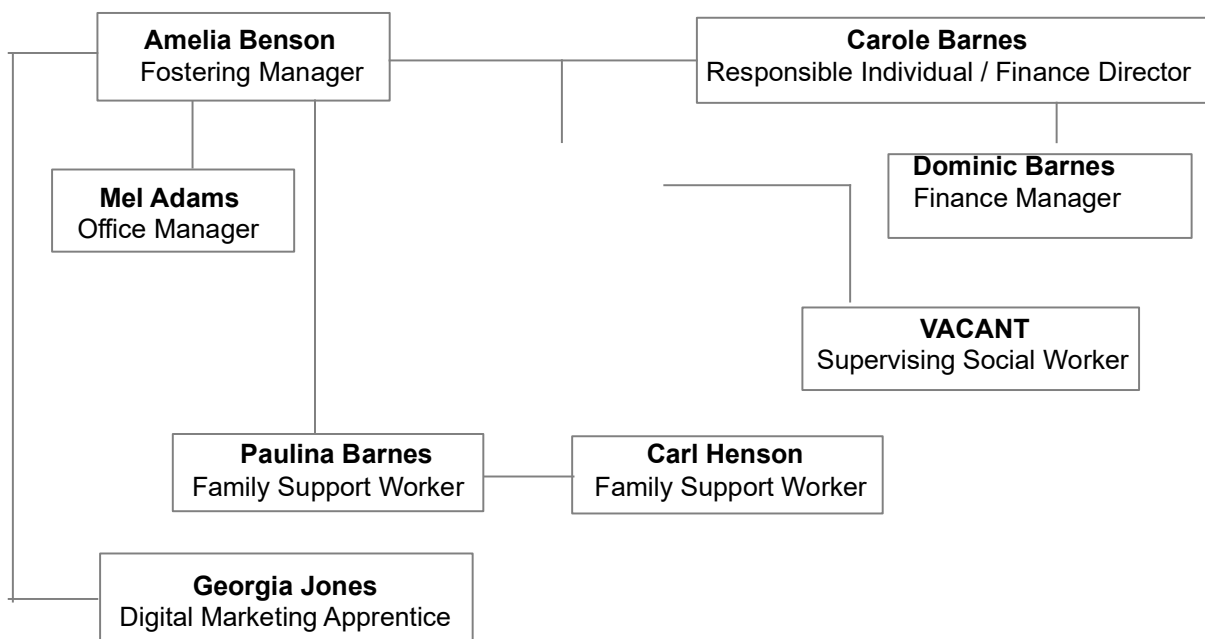 Amelia Benson
Fostering Manager
Carole Barnes
Responsible Individual / Finance Director
Mel Adams
Office Manager
Dominic Barnes
Finance Manager
VACANT
Supervising Social Worker
Paulina Barnes
Family Support Worker
Carl Henson
Family Support Worker
Georgia Jones
Digital Marketing Apprentice